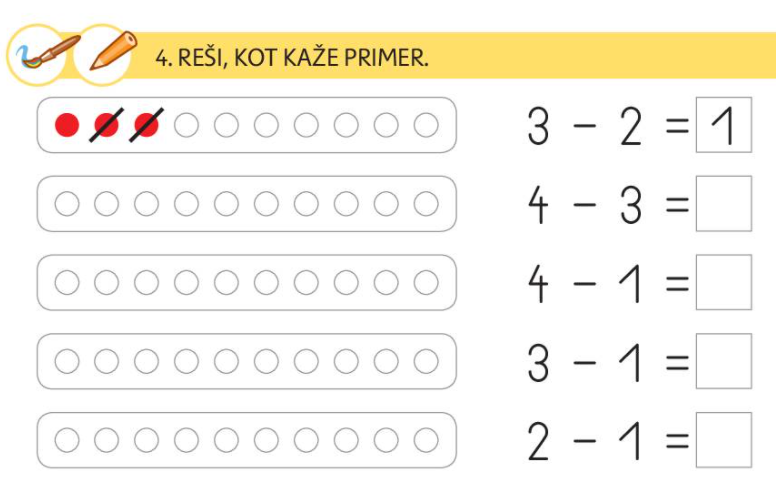 4. REŠI, KOT KAŽE PRIMER.
3 - 2 = 1
4 - 3 =
4 - 1 =
3 - 1 =
2 - 1 =